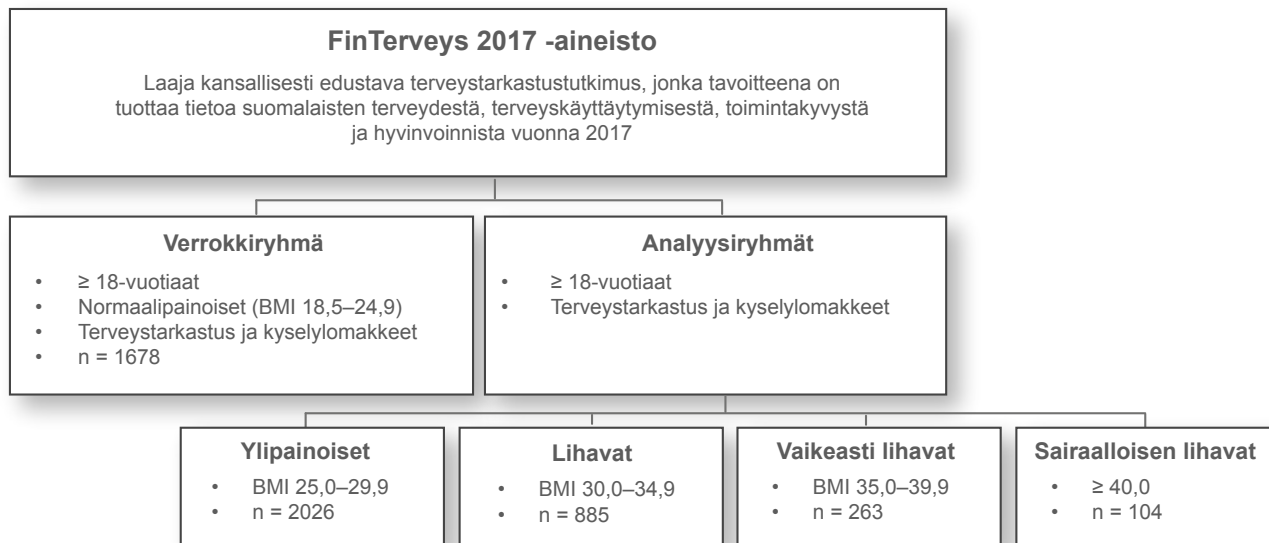 FinTerveys 2017 -aineisto
Laaja kansallisesti edustava terveystarkastustutkimus, jonka tavoitteena on
tuottaa tietoa suomalaisten terveydestä, terveyskäyttäytymisestä, toimintakyvystä
ja hyvinvoinnista vuonna 2017
Verrokkiryhmä
• ≥ 18-vuotiaat
• Normaalipainoiset (BMI 18,5–24,9)
• Terveystarkastus ja kyselylomakkeet
• n = 1678
Analyysiryhmät
• ≥ 18-vuotiaat
• Terveystarkastus ja kyselylomakkeet
Ylipainoiset
• BMI 25,0–29,9
• n = 2026
Lihavat
• BMI 30,0–34,9
• n = 885
Vaikeasti lihavat
• BMI 35,0–39,9
• n = 263
Sairaalloisen lihavat
• ≥ 40,0
• n = 104